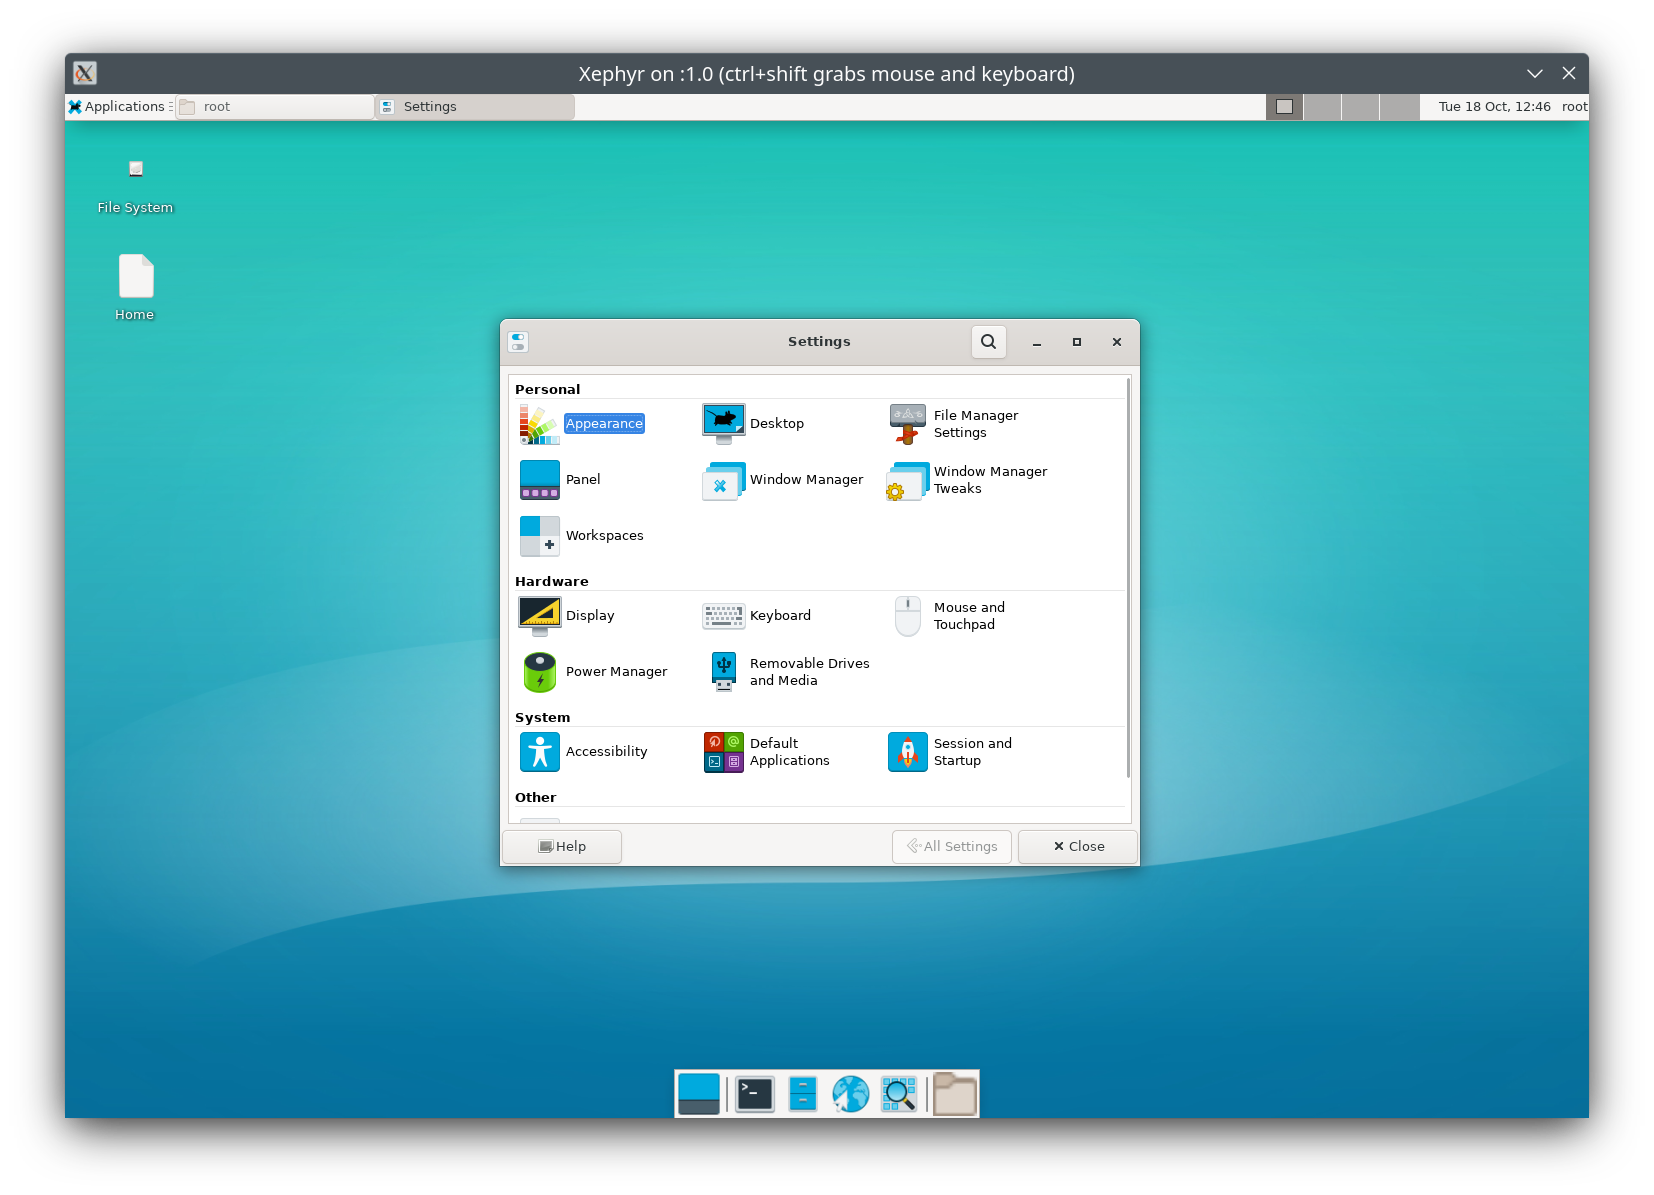 Xephyr on :1.0 (ctrl+shift grabs mouse and keyboard)
Applications root Settings Tue 18 Oct, 12:46 root
File System
Home
Settings
Personal
Appearance
Desktop
File Manager
Settings
Panel
Window Manager
Window Manager
Tweaks
Workspaces
Hardware
Display
Keyboard
Mouse and
Touchpad
Power Manager
Removable Drives
and Media
System
Accessibility
Default
Applications
Session and
Startup
Other
Help
All Settings
Close